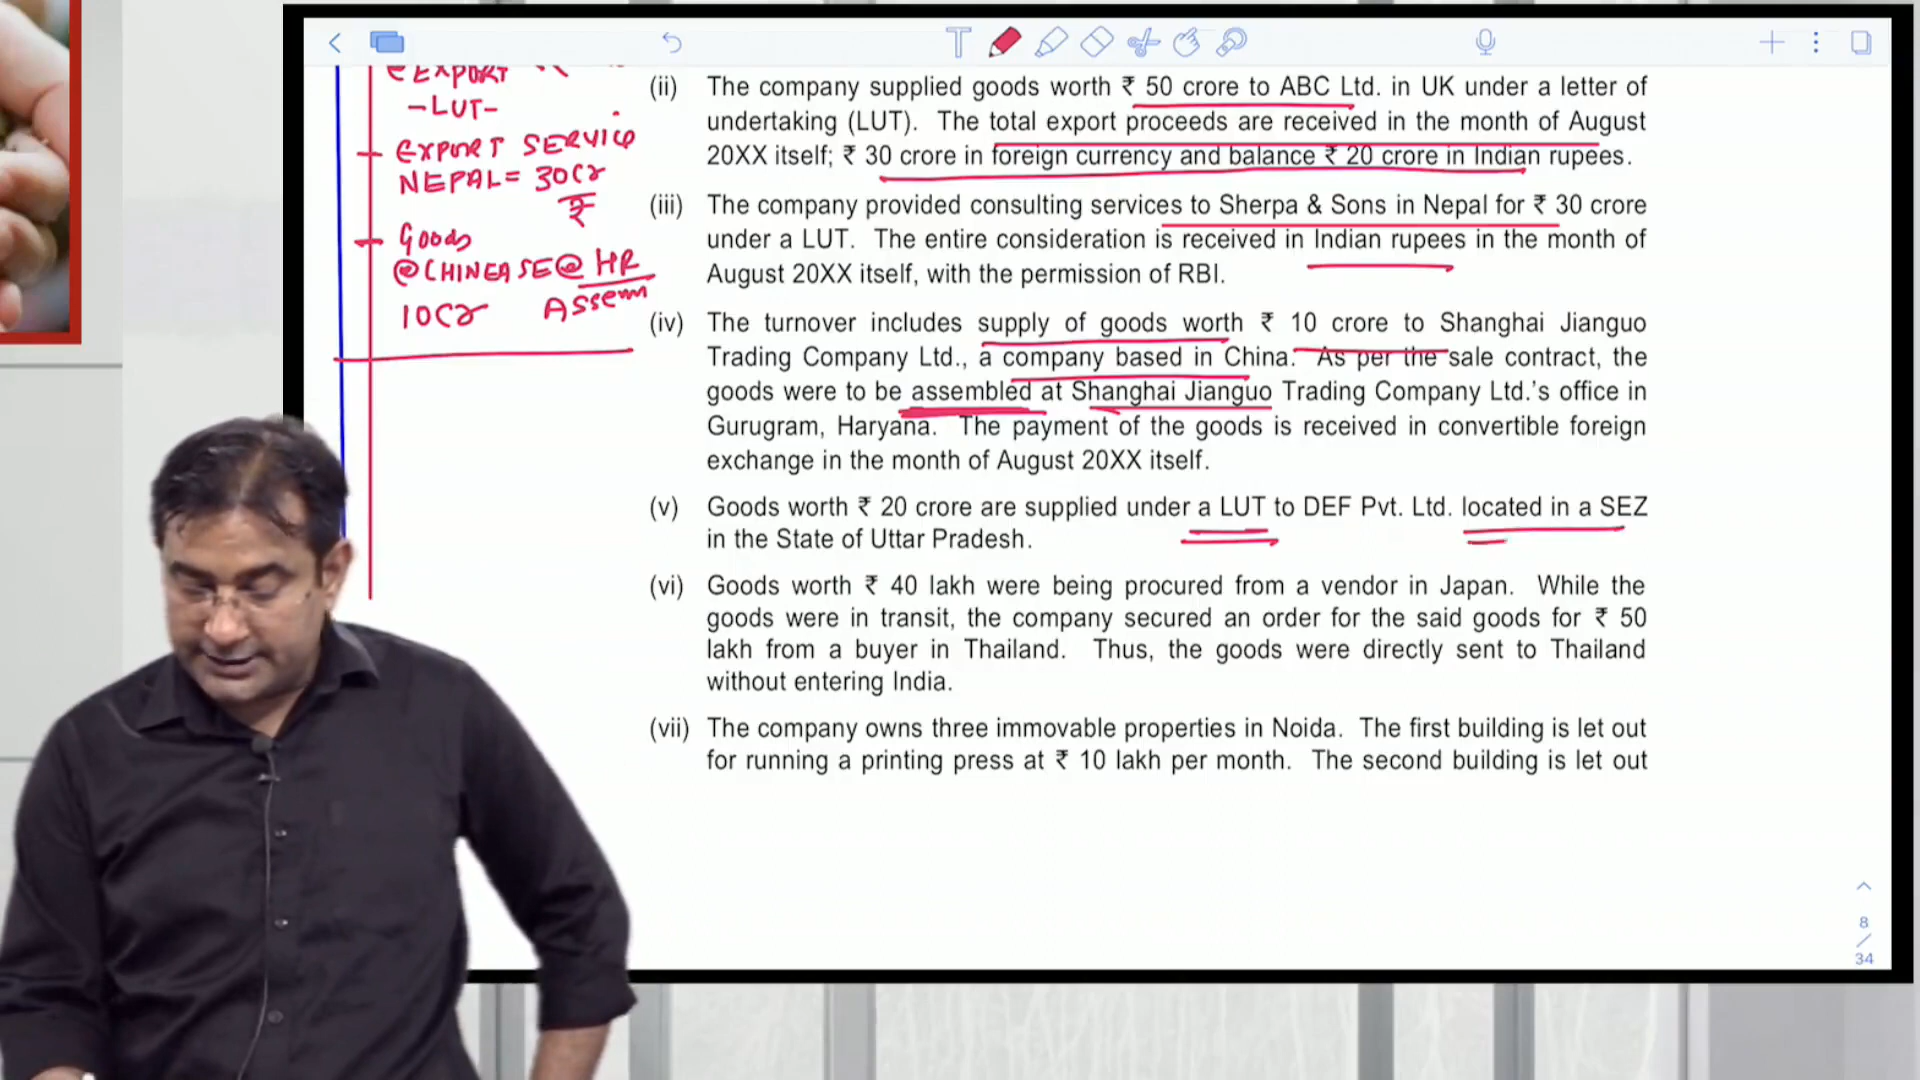 @EXPORT
-LUT-
EXPORT SERVICE
NEPAL= 30Cr
₹
Goods
@CHINEASE@ HR
10Cr Assem
(ii) The company supplied goods worth ₹ 50 crore to ABC Ltd. in UK under a letter of
undertaking (LUT). The total export proceeds are received in the month of August
20XX itself; ₹ 30 crore in foreign currency and balance ₹ 20 crore in Indian rupees.
(iii) The company provided consulting services to Sherpa & Sons in Nepal for ₹ 30 crore
under a LUT. The entire consideration is received in Indian rupees in the month of
August 20XX itself, with the permission of RBI.
(iv) The turnover includes supply of goods worth ₹ 10 crore to Shanghai Jianguo
Trading Company Ltd., a company based in China. As per the sale contract, the
goods were to be assembled at Shanghai Jianguo Trading Company Ltd.'s office in
Gurugram, Haryana. The payment of the goods is received in convertible foreign
exchange in the month of August 20XX itself.
(v) Goods worth ₹ 20 crore are supplied under a LUT to DEF Pvt. Ltd. located in a SEZ
in the State of Uttar Pradesh.
(vi) Goods worth ₹ 40 lakh were being procured from a vendor in Japan. While the
goods were in transit, the company secured an order for the said goods for ₹ 50
lakh from a buyer in Thailand. Thus, the goods were directly sent to Thailand
without entering India.
(vii) The company owns three immovable properties in Noida. The first building is let out
for running a printing press at ₹ 10 lakh per month. The second building is let out
8
/
34